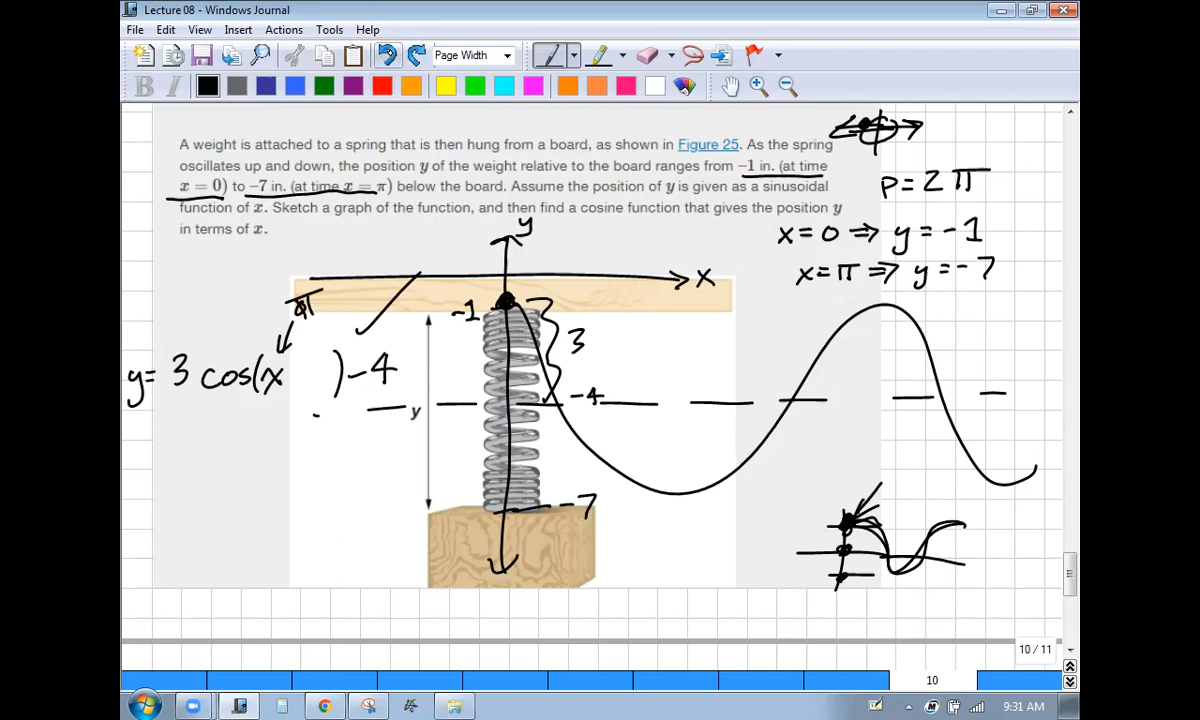 Lecture 08 - Windows Journal
File Edit View Insert Actions Tools Help
Page Width
B I
A weight is attached to a spring that is then hung from a board, as shown in Figure 25. As the spring
oscillates up and down, the position y of the weight relative to the board ranges from −1 in. (at time
x = 0) to −7 in. (at time x = π) below the board. Assume the position of y is given as a sinusoidal
function of x. Sketch a graph of the function, and then find a cosine function that gives the position y
in terms of x.
p = 2π
x = 0 ⇒ y = -1
x = π ⇒ y = -7
y
x
-1
3
y = 3 cos(x ) - 4
-4
y
-7
10 / 11
10
9:31 AM